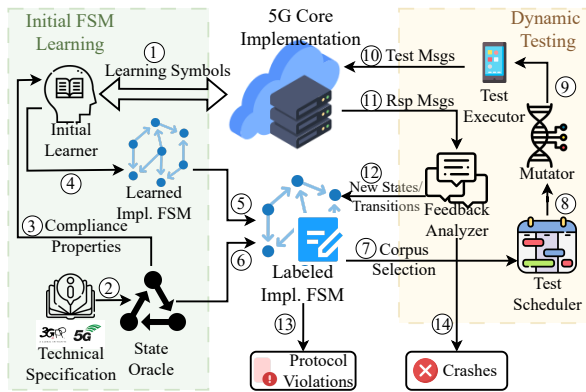 Initial FSM
Learning
5G Core
Implementation
Dynamic
Testing
① Learning Symbols
⑩ Test Msgs
⑪ Rsp Msgs
Test
Executor
⑨
Mutator
Initial
Learner
④
Learned
Impl. FSM
⑤
⑫
New States/
Transitions
Feedback
Analyzer
⑧
③ Compliance
Properties
⑥
⑦ Corpus
Selection
Labeled
Impl. FSM
Test
Scheduler
②
3GPP
5G
Technical
Specification
State
Oracle
⑬
⑭
Protocol
Violations
Crashes